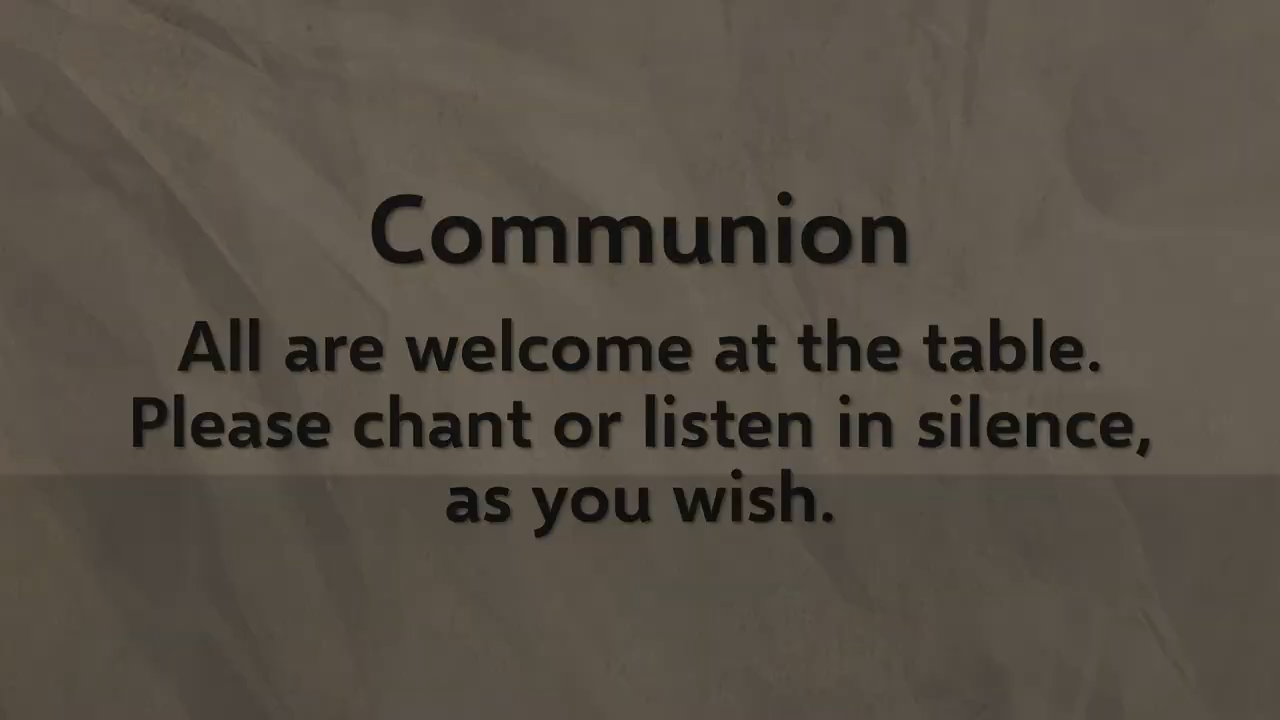 Communion
All are welcome at the table.
Please chant or listen in silence,
as you wish.